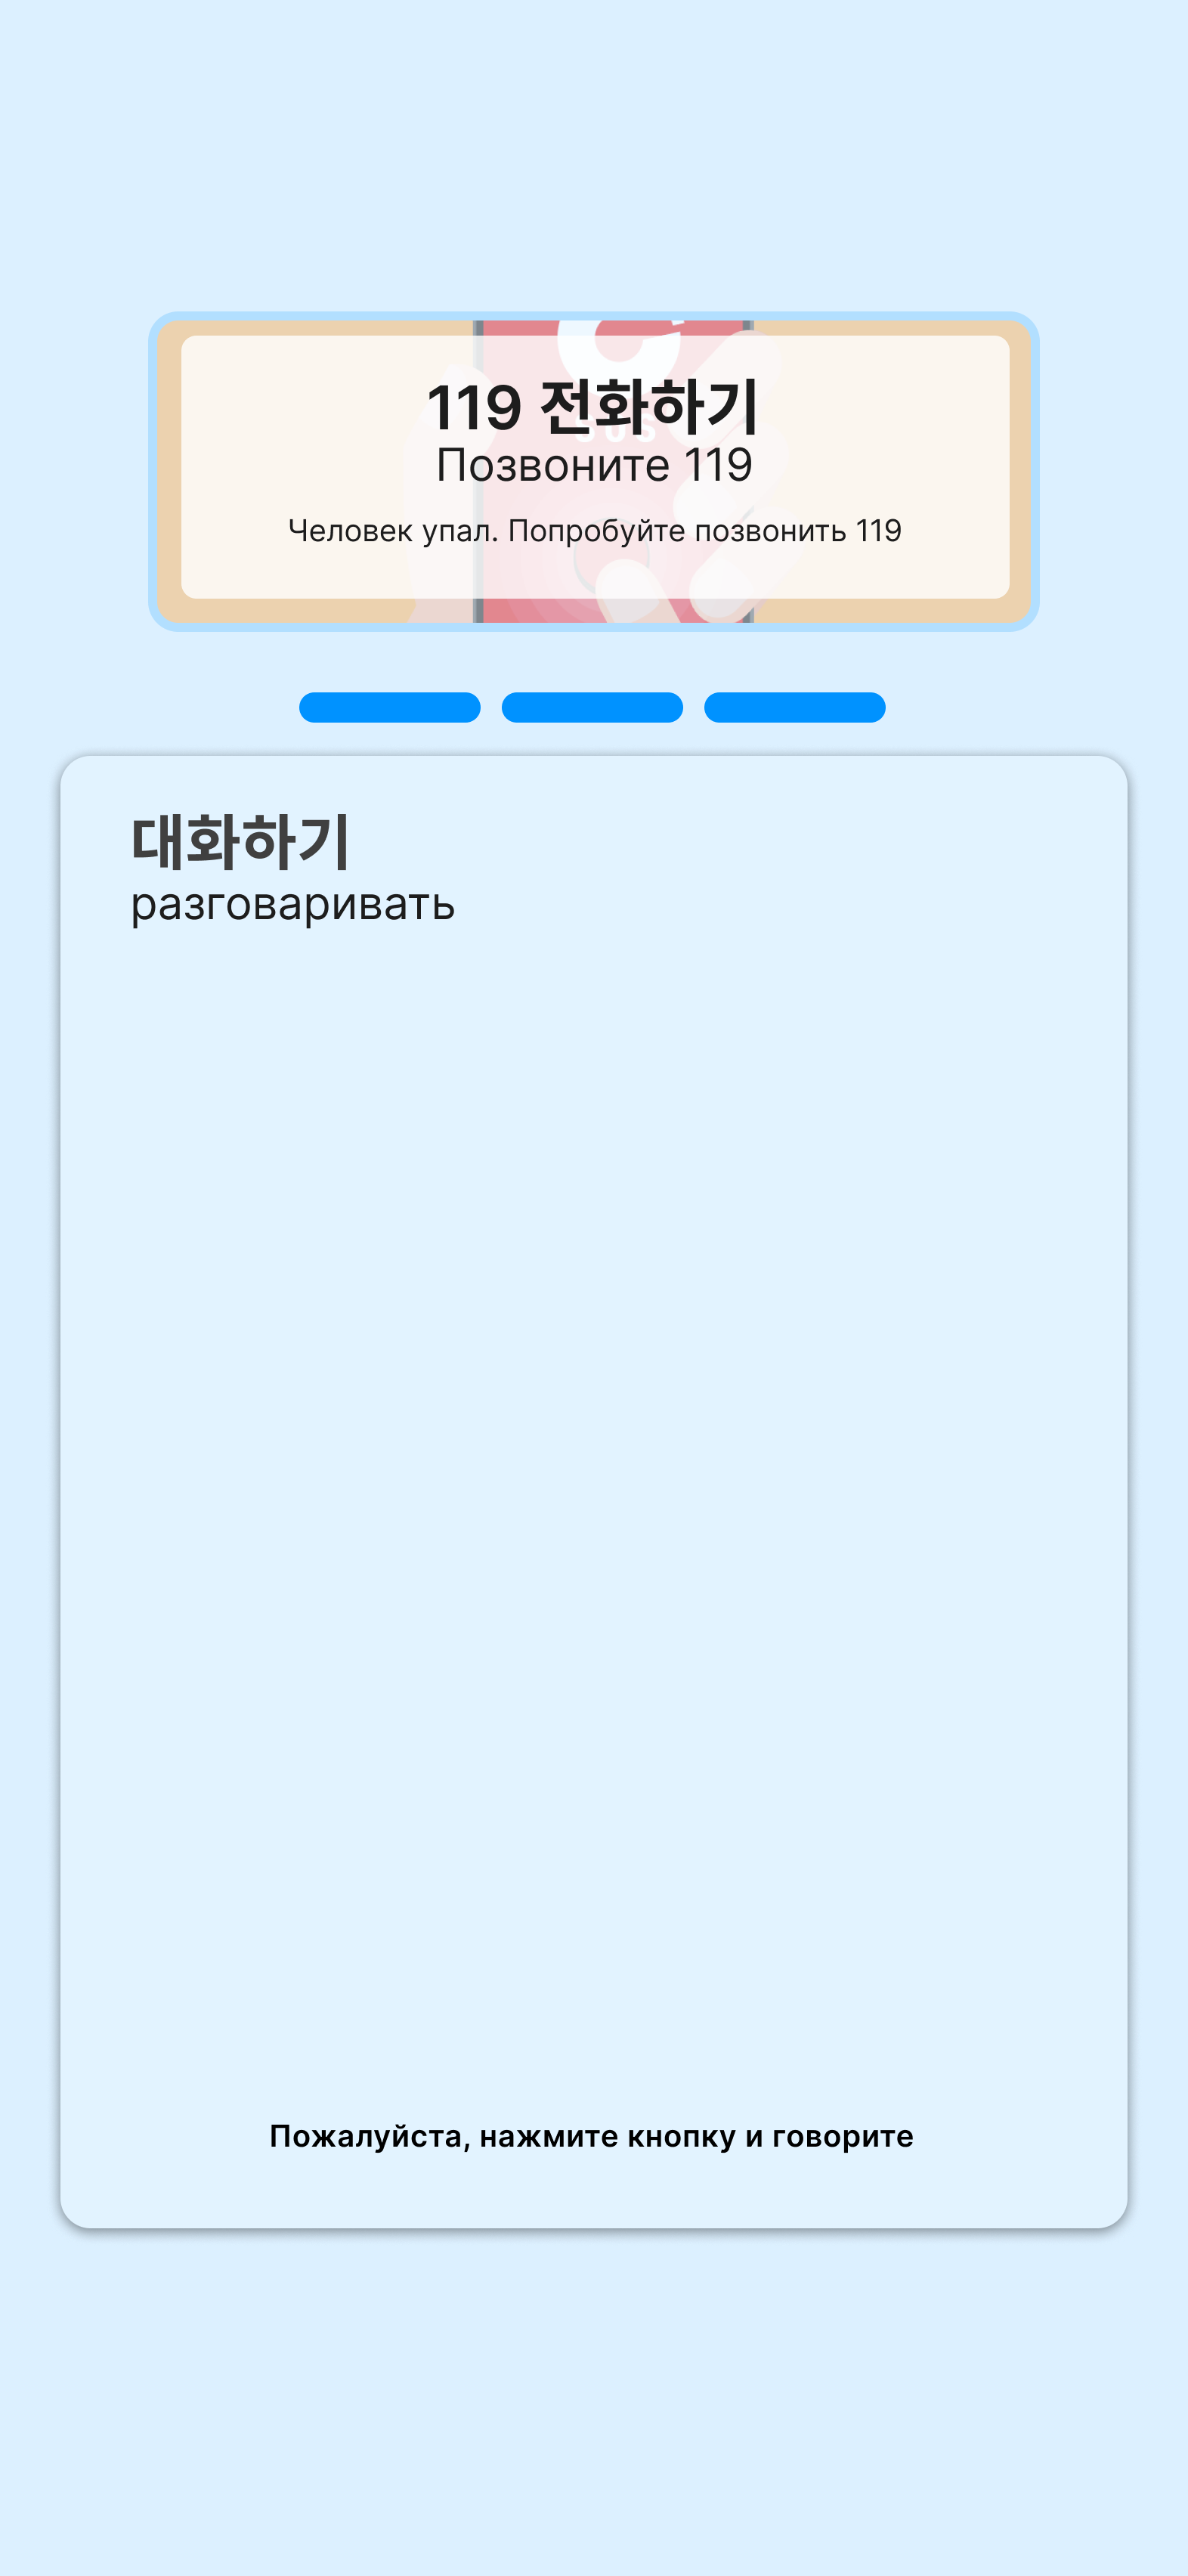 119 전화하기
Позвоните 119
Человек упал. Попробуйте позвонить 119
대화하기
разговаривать
Пожалуйста, нажмите кнопку и говорите